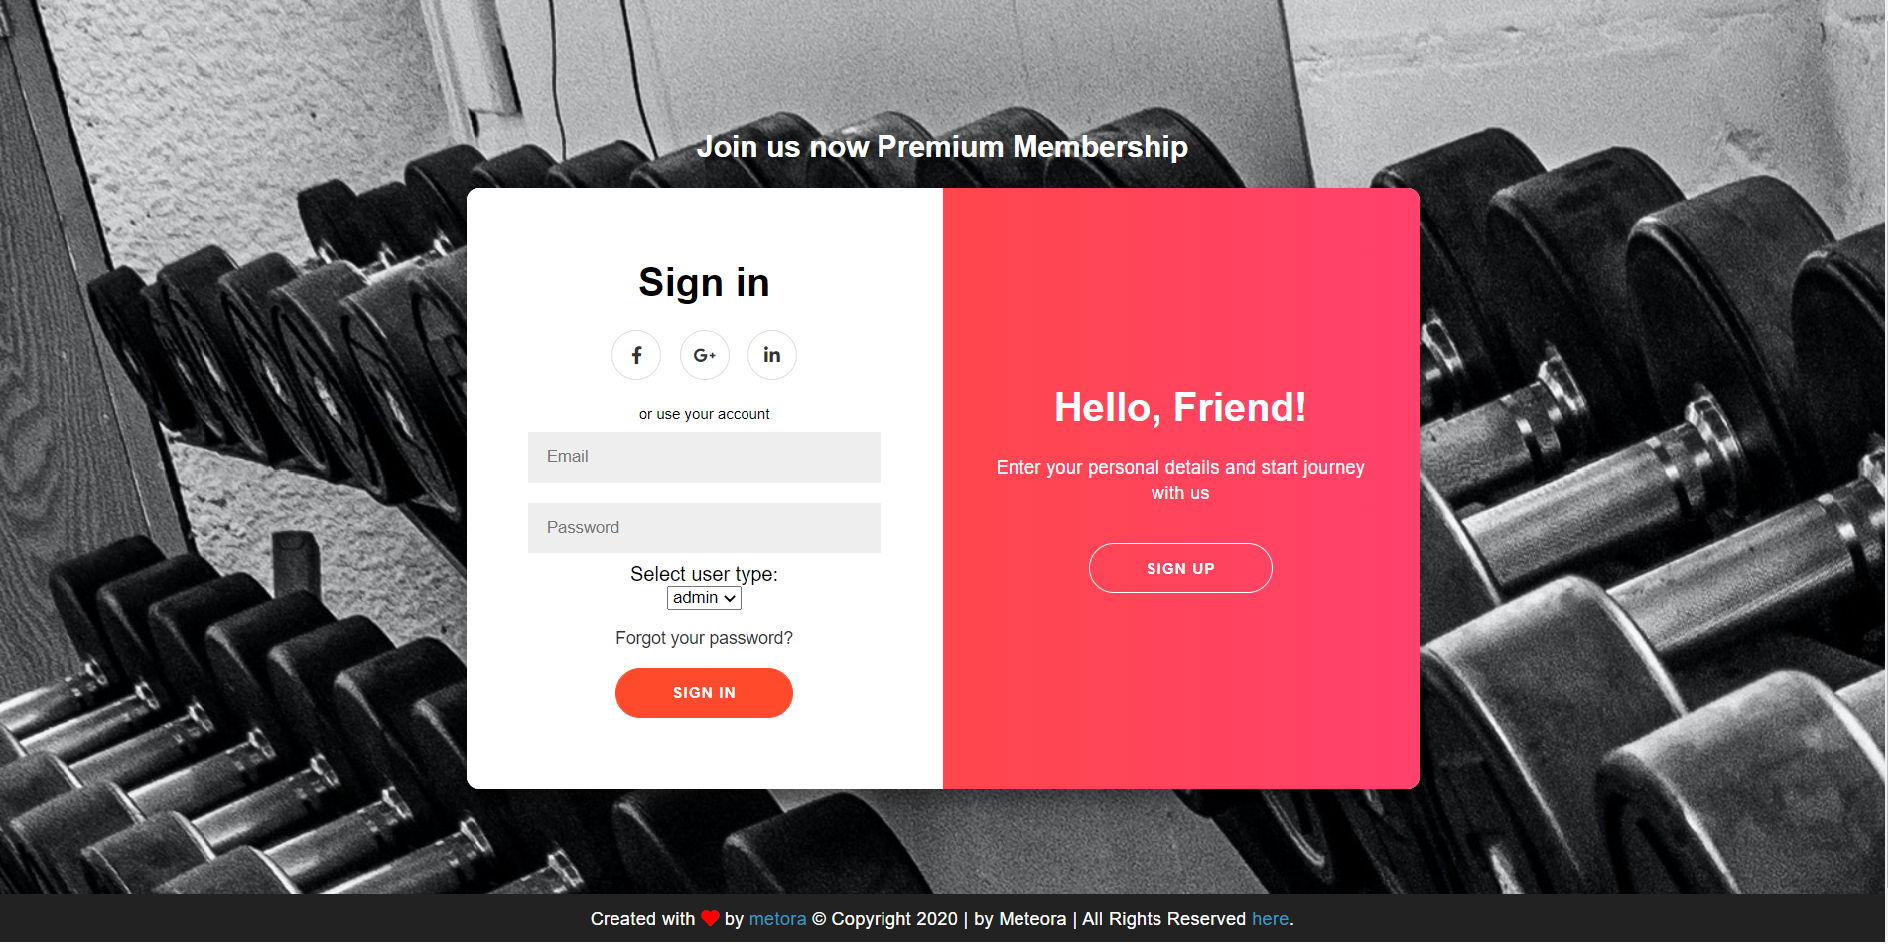 Join us now Premium Membership
Sign in
f G+ in
or use your account
Email
Password
Select user type:
admin
Forgot your password?
SIGN IN
Hello, Friend!
Enter your personal details and start journey
with us
SIGN UP
Created with ❤ by metora © Copyright 2020 | by Meteora | All Rights Reserved here.